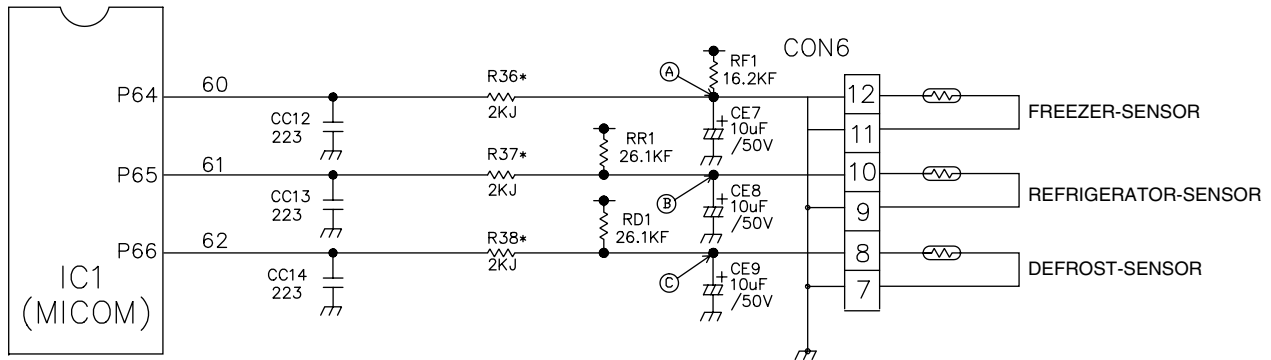 CON6
RF1
16.2KF
A
P64
60
R36*
2KJ
12
FREEZER-SENSOR
CC12
223
CE7
+
10uF
/50V
11
RR1
26.1KF
P65
61
R37*
2KJ
B
10
REFRIGERATOR-SENSOR
CC13
223
CE8
+
10uF
/50V
9
RD1
26.1KF
P66
62
R38*
2KJ
C
8
DEFROST-SENSOR
CC14
223
CE9
+
10uF
/50V
7
IC1
(MICOM)